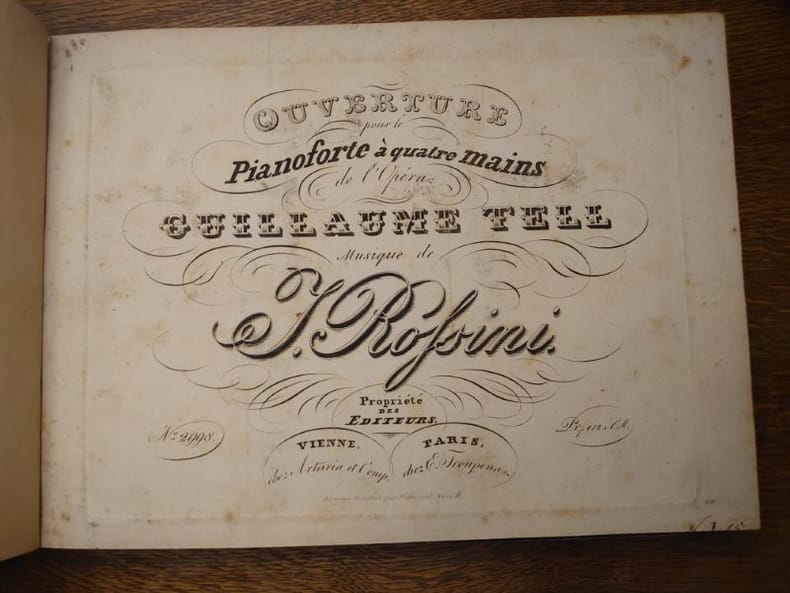 OUVERTURE
pour le
Pianoforte à quatre mains
de l'Opéra:
GUILLAUME TELL
Musique de
J. Roſsini.
Propriété
DES
EDITEURS.
No. 2998.
VIENNE,
chez Artaria et Comp.
PARIS,
chez E. Troupenas.